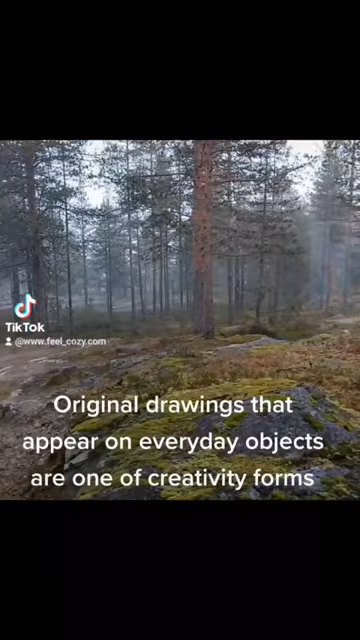 TikTok
@www.feel_cozy.com
Original drawings that
appear on everyday objects
are one of creativity forms